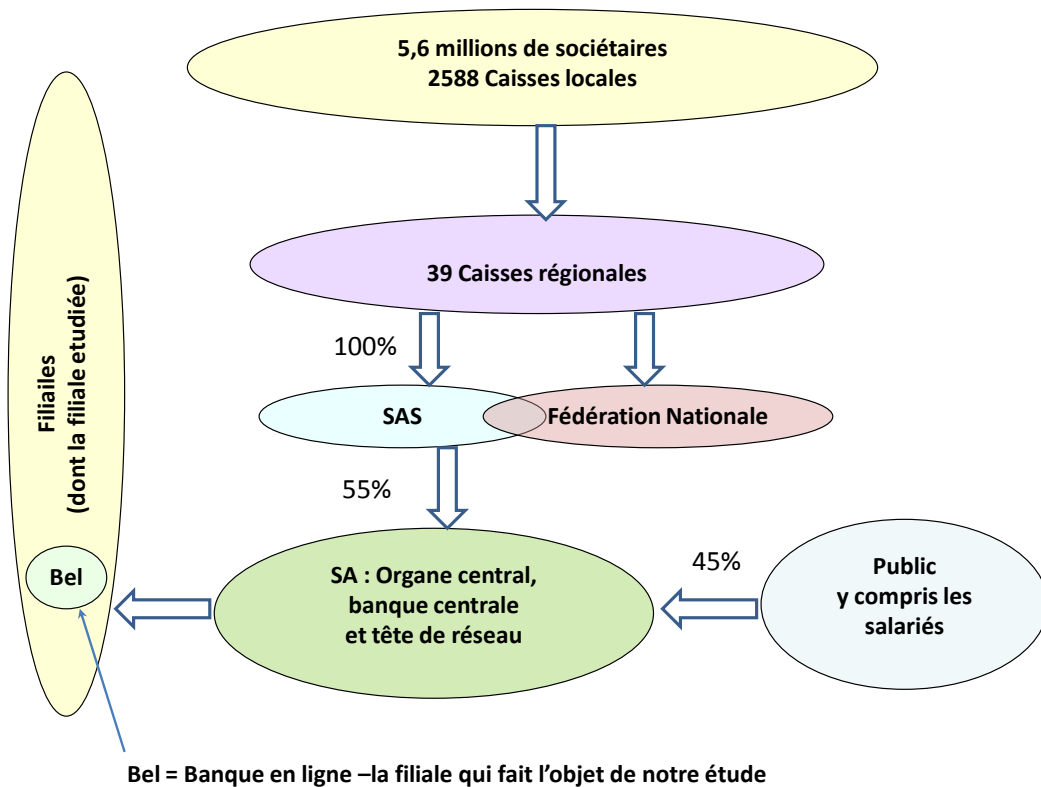 5,6 millions de sociétaires
2588 Caisses locales
39 Caisses régionales
100%
SAS
Fédération Nationale
55%
Filiailes
(dont la filiale etudiée)
Bel
SA : Organe central,
banque centrale
et tête de réseau
45%
Public
y compris les
salariés
Bel = Banque en ligne –la filiale qui fait l'objet de notre étude